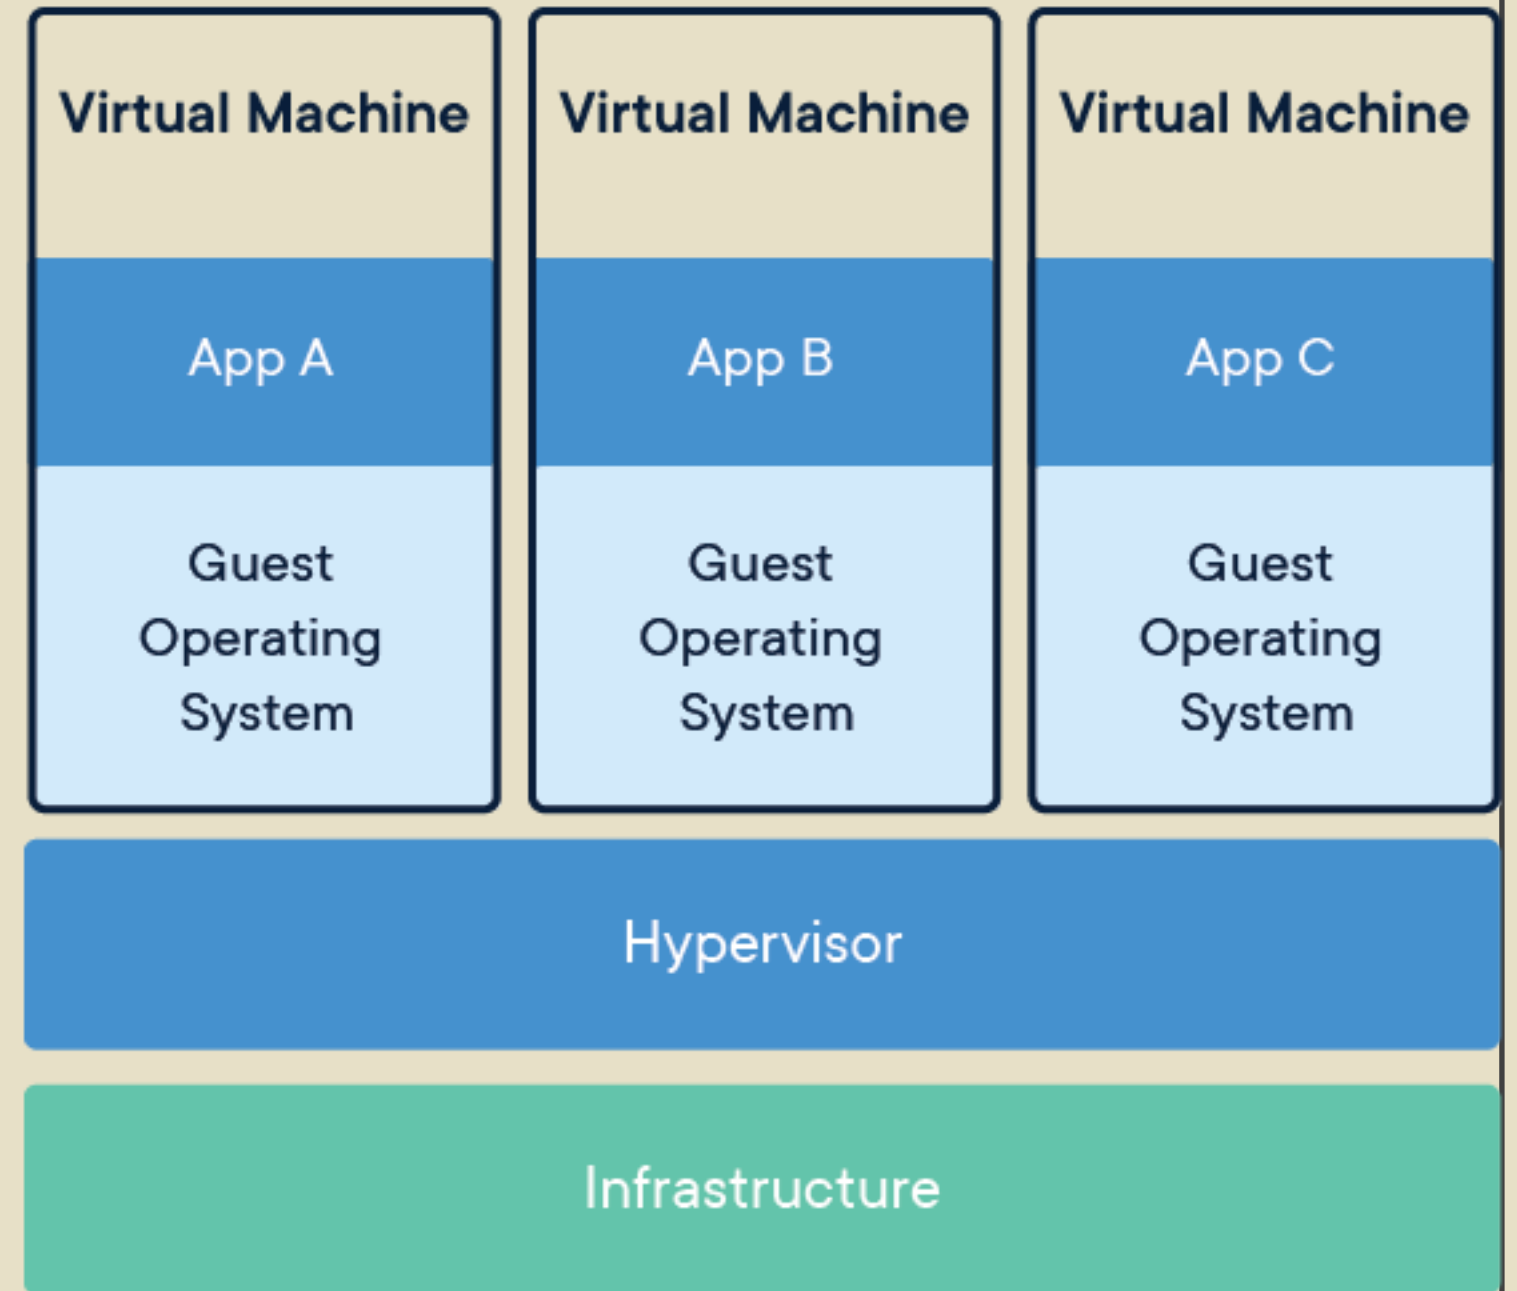 Virtual Machine
Virtual Machine
Virtual Machine
App A
App B
App C
Guest
Operating
System
Guest
Operating
System
Guest
Operating
System
Hypervisor
Infrastructure